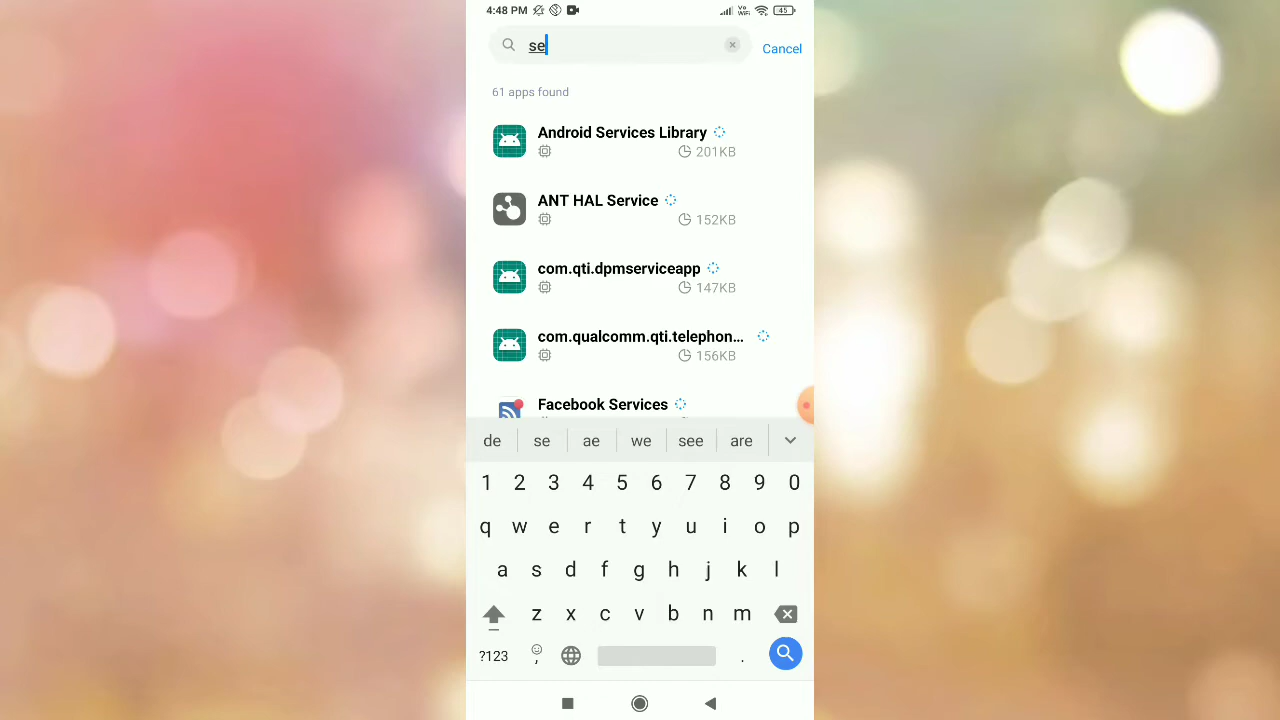 4:48 PM
Vo WiFi
45
se
Cancel
61 apps found
Android Services Library
201KB
ANT HAL Service
152KB
com.qti.dpmserviceapp
147KB
com.qualcomm.qti.telephon...
156KB
Facebook Services
de se ae we see are
1 2 3 4 5 6 7 8 9 0
q w e r t y u i o p
a s d f g h j k l
z x c v b n m
?123 , .